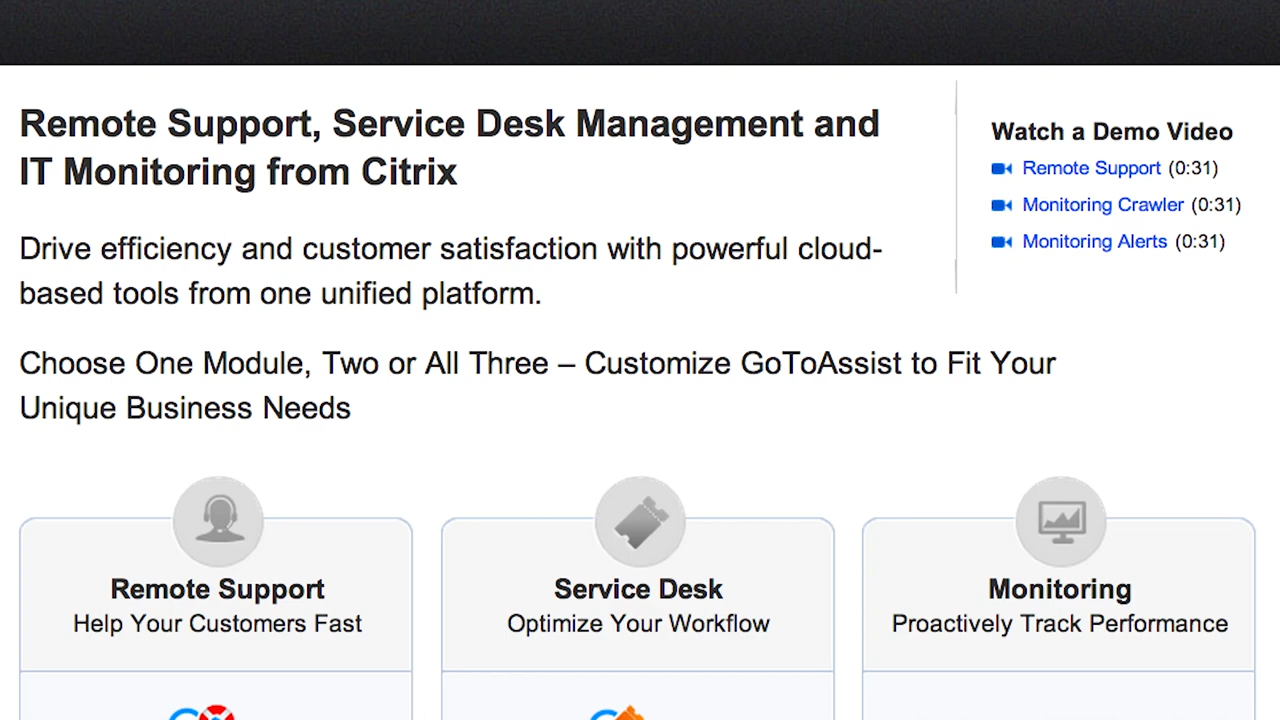 Remote Support, Service Desk Management and
IT Monitoring from Citrix
Drive efficiency and customer satisfaction with powerful cloud-
based tools from one unified platform.
Choose One Module, Two or All Three – Customize GoToAssist to Fit Your
Unique Business Needs
Watch a Demo Video
Remote Support (0:31)
Monitoring Crawler (0:31)
Monitoring Alerts (0:31)
Remote Support
Help Your Customers Fast
Service Desk
Optimize Your Workflow
Monitoring
Proactively Track Performance